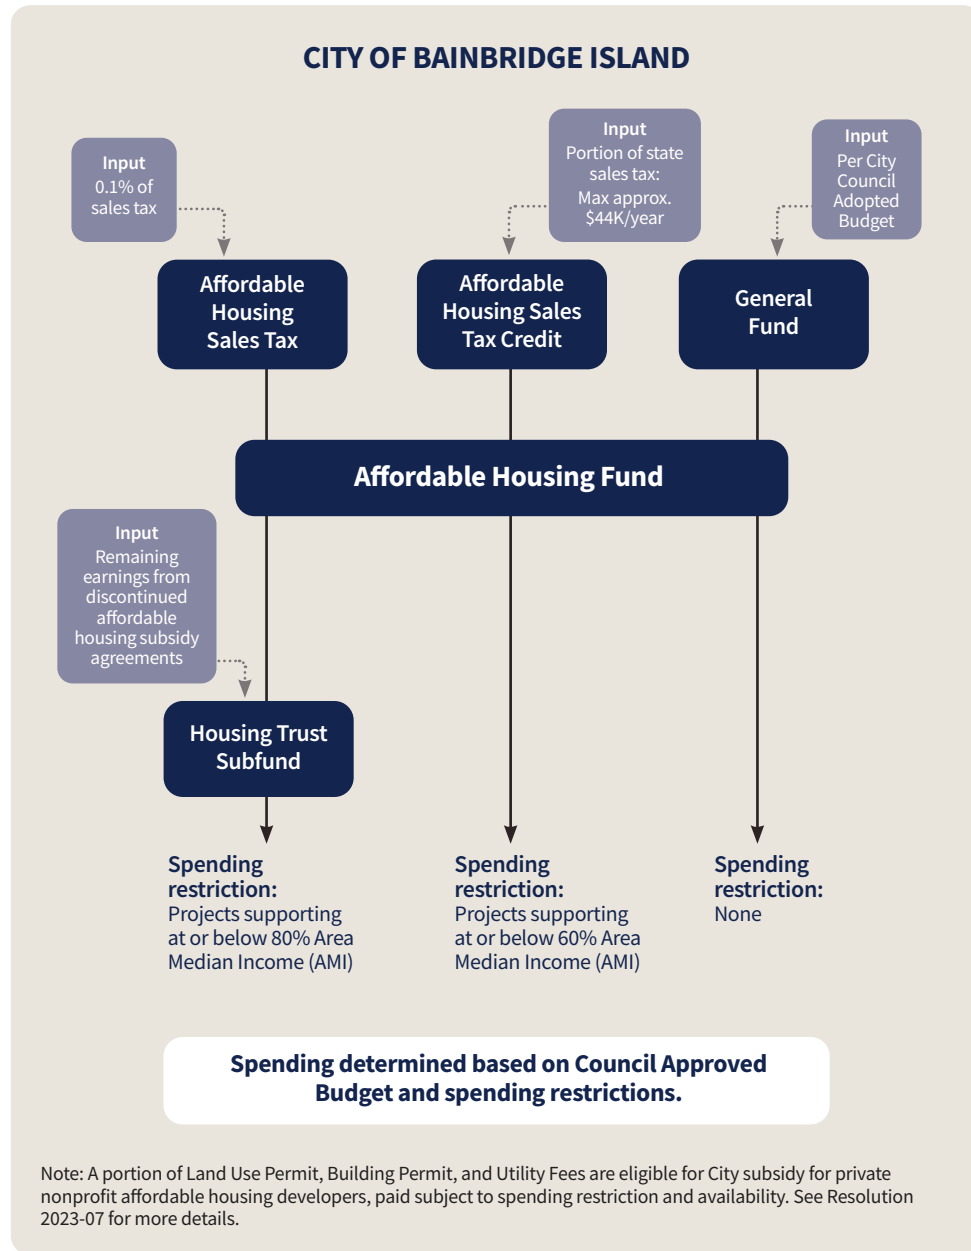 CITY OF BAINBRIDGE ISLAND
Input
0.1% of
sales tax
Input
Portion of state
sales tax:
Max approx.
$44K/year
Input
Per City
Council
Adopted
Budget
Affordable
Housing
Sales Tax
Affordable
Housing Sales
Tax Credit
General
Fund
Affordable Housing Fund
Input
Remaining
earnings from
discontinued
affordable
housing subsidy
agreements
Housing Trust
Subfund
Spending
restriction:
Projects supporting
at or below 80% Area
Median Income (AMI)
Spending
restriction:
Projects supporting
at or below 60% Area
Median Income (AMI)
Spending
restriction:
None
Spending determined based on Council Approved
Budget and spending restrictions.
Note: A portion of Land Use Permit, Building Permit, and Utility Fees are eligible for City subsidy for private
nonprofit affordable housing developers, paid subject to spending restriction and availability. See Resolution
2023-07 for more details.